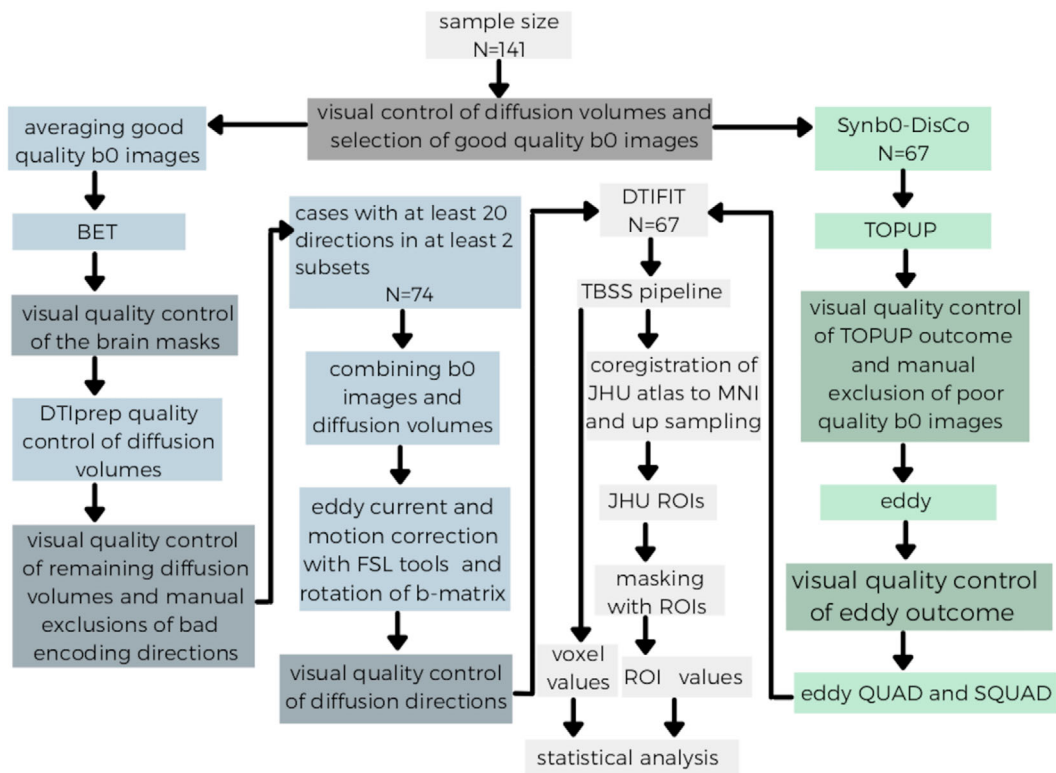 sample size
N=141
visual control of diffusion volumes and
selection of good quality b0 images
averaging good
quality b0 images
BET
visual quality control
of the brain masks
DTIprep quality
control of diffusion
volumes
visual quality control
of remaining diffusion
volumes and manual
exclusions of bad
encoding directions
cases with at least 20
directions in at least 2
subsets
N=74
combining b0
images and
diffusion volumes
eddy current and
motion correction
with FSL tools and
rotation of b-matrix
visual quality control
of diffusion directions
DTIFIT
N=67
TBSS pipeline
coregistration of
JHU atlas to MNI
and up sampling
JHU ROIs
masking
with ROIs
voxel
values
ROI values
statistical analysis
Synb0-DisCo
N=67
TOPUP
visual quality control
of TOPUP outcome
and manual
exclusion of poor
quality b0 images
eddy
visual quality control
of eddy outcome
eddy QUAD and SQUAD